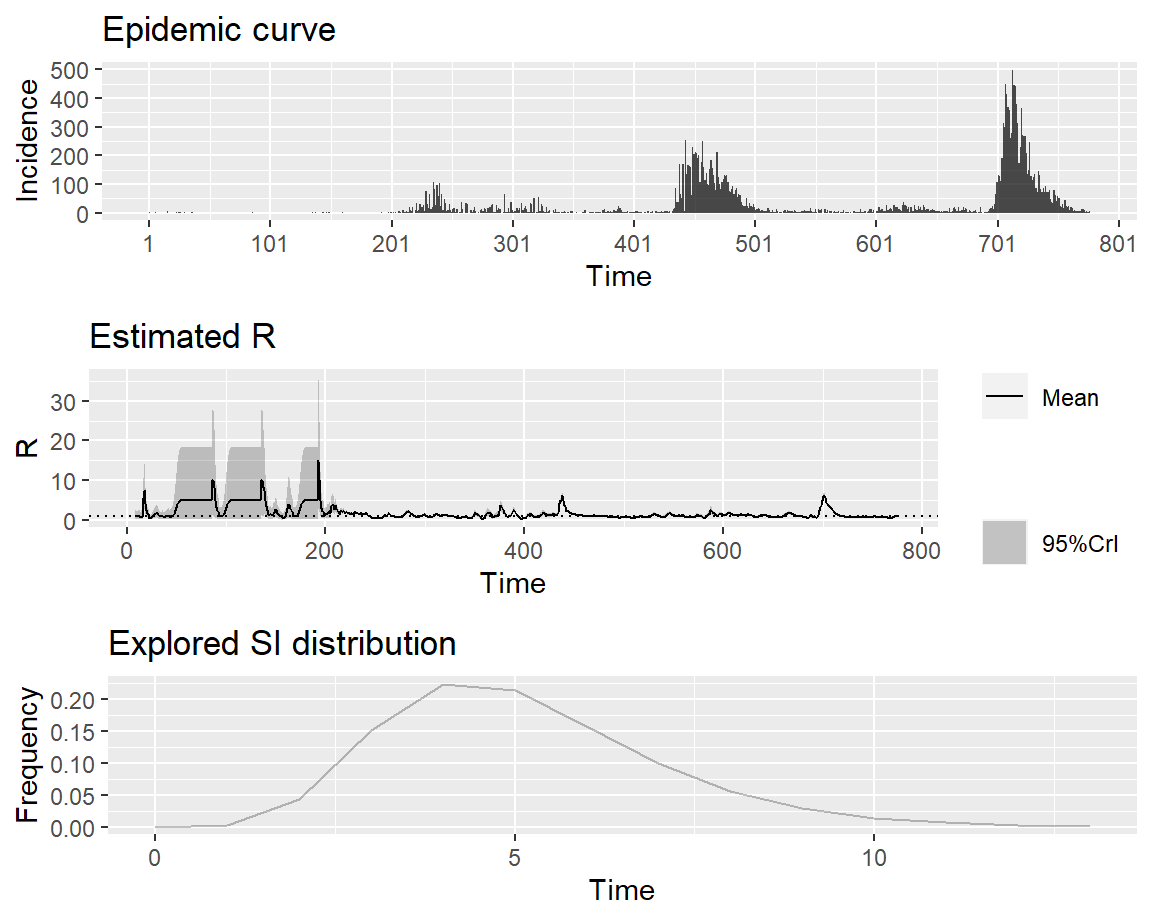 Epidemic curve
500
400
300
200
100
0
Incidence
1 101 201 301 401 501 601 701 801
Time
Estimated R
30
20
10
0
R
0 200 400 600 800
Time
Mean
95%CrI
Explored SI distribution
0.20
0.15
0.10
0.05
0.00
Frequency
0 5 10
Time